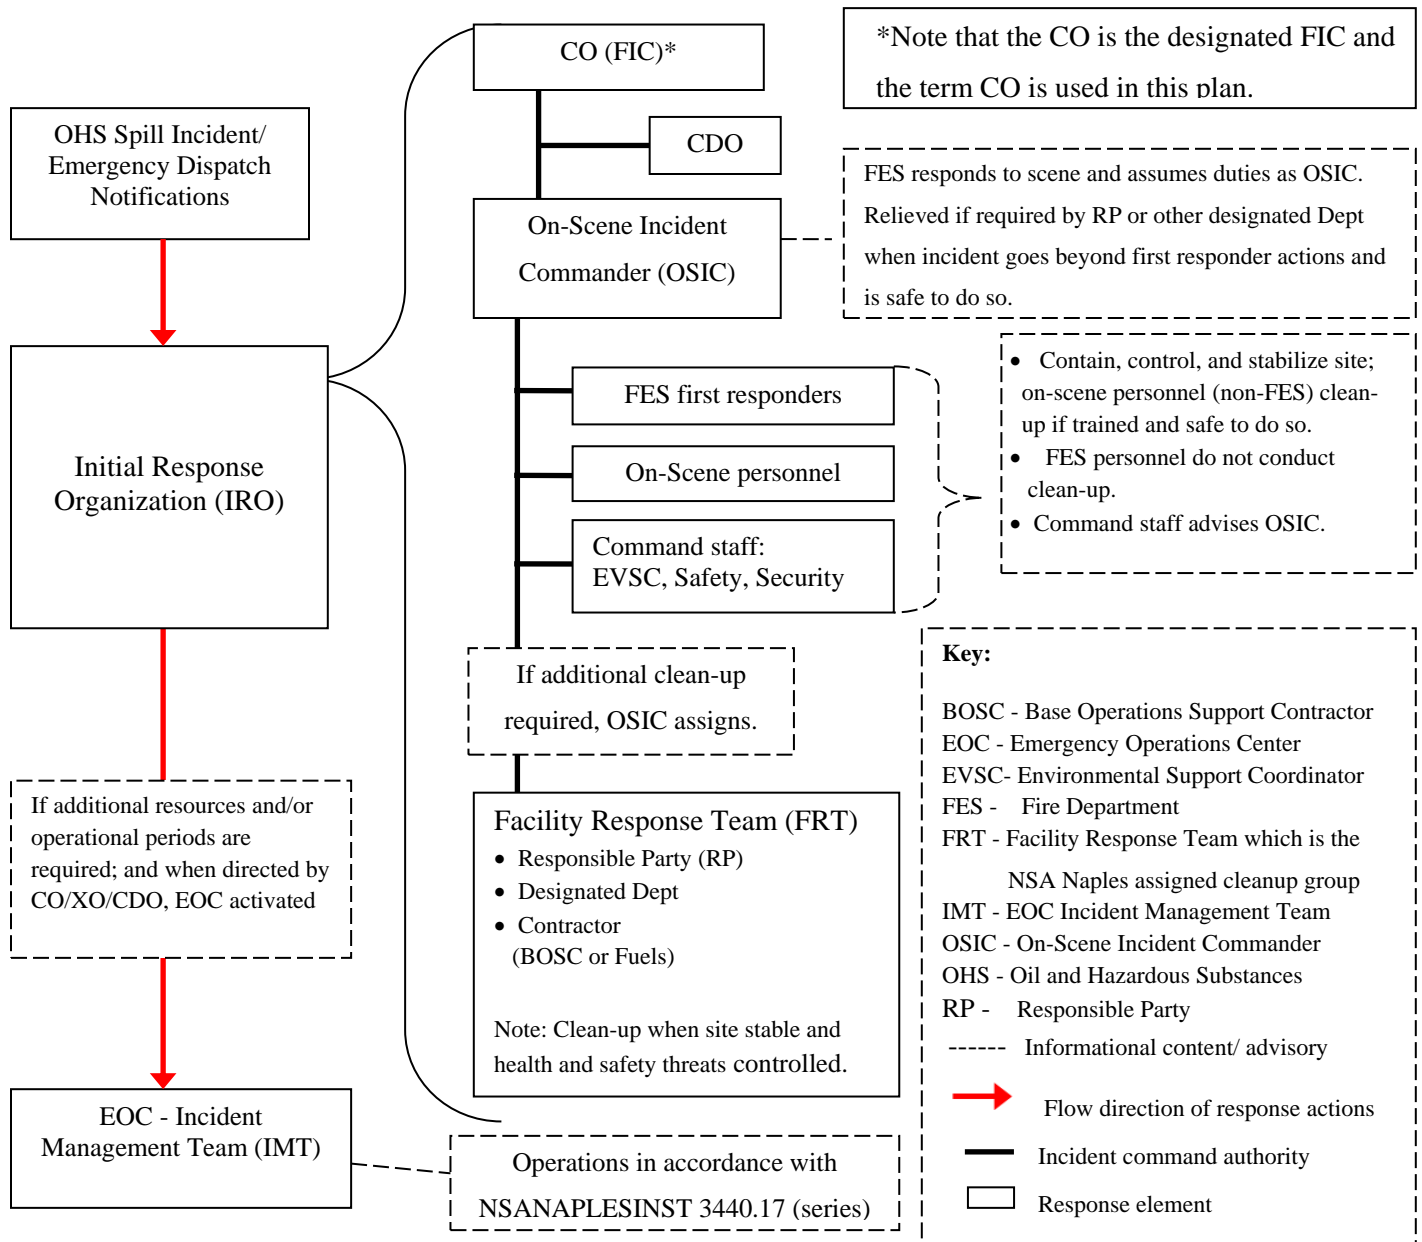 CO (FIC)*
*Note that the CO is the designated FIC and
the term CO is used in this plan.
OHS Spill Incident/
Emergency Dispatch
Notifications
CDO
On-Scene Incident
Commander (OSIC)
FES responds to scene and assumes duties as OSIC.
Relieved if required by RP or other designated Dept
when incident goes beyond first responder actions and
is safe to do so.
Initial Response
Organization (IRO)
FES first responders
On-Scene personnel
Command staff:
EVSC, Safety, Security
• Contain, control, and stabilize site;
on-scene personnel (non-FES) clean-
up if trained and safe to do so.
• FES personnel do not conduct
clean-up.
• Command staff advises OSIC.
If additional clean-up
required, OSIC assigns.
If additional resources and/or
operational periods are
required; and when directed by
CO/XO/CDO, EOC activated
Facility Response Team (FRT)
• Responsible Party (RP)
• Designated Dept
• Contractor
(BOSC or Fuels)
Note: Clean-up when site stable and
health and safety threats controlled.
EOC - Incident
Management Team (IMT)
Operations in accordance with
NSANAPLESINST 3440.17 (series)
Key:
BOSC - Base Operations Support Contractor
EOC - Emergency Operations Center
EVSC- Environmental Support Coordinator
FES - Fire Department
FRT - Facility Response Team which is the
NSA Naples assigned cleanup group
IMT - EOC Incident Management Team
OSIC - On-Scene Incident Commander
OHS - Oil and Hazardous Substances
RP - Responsible Party
Informational content/ advisory
Flow direction of response actions
Incident command authority
Response element